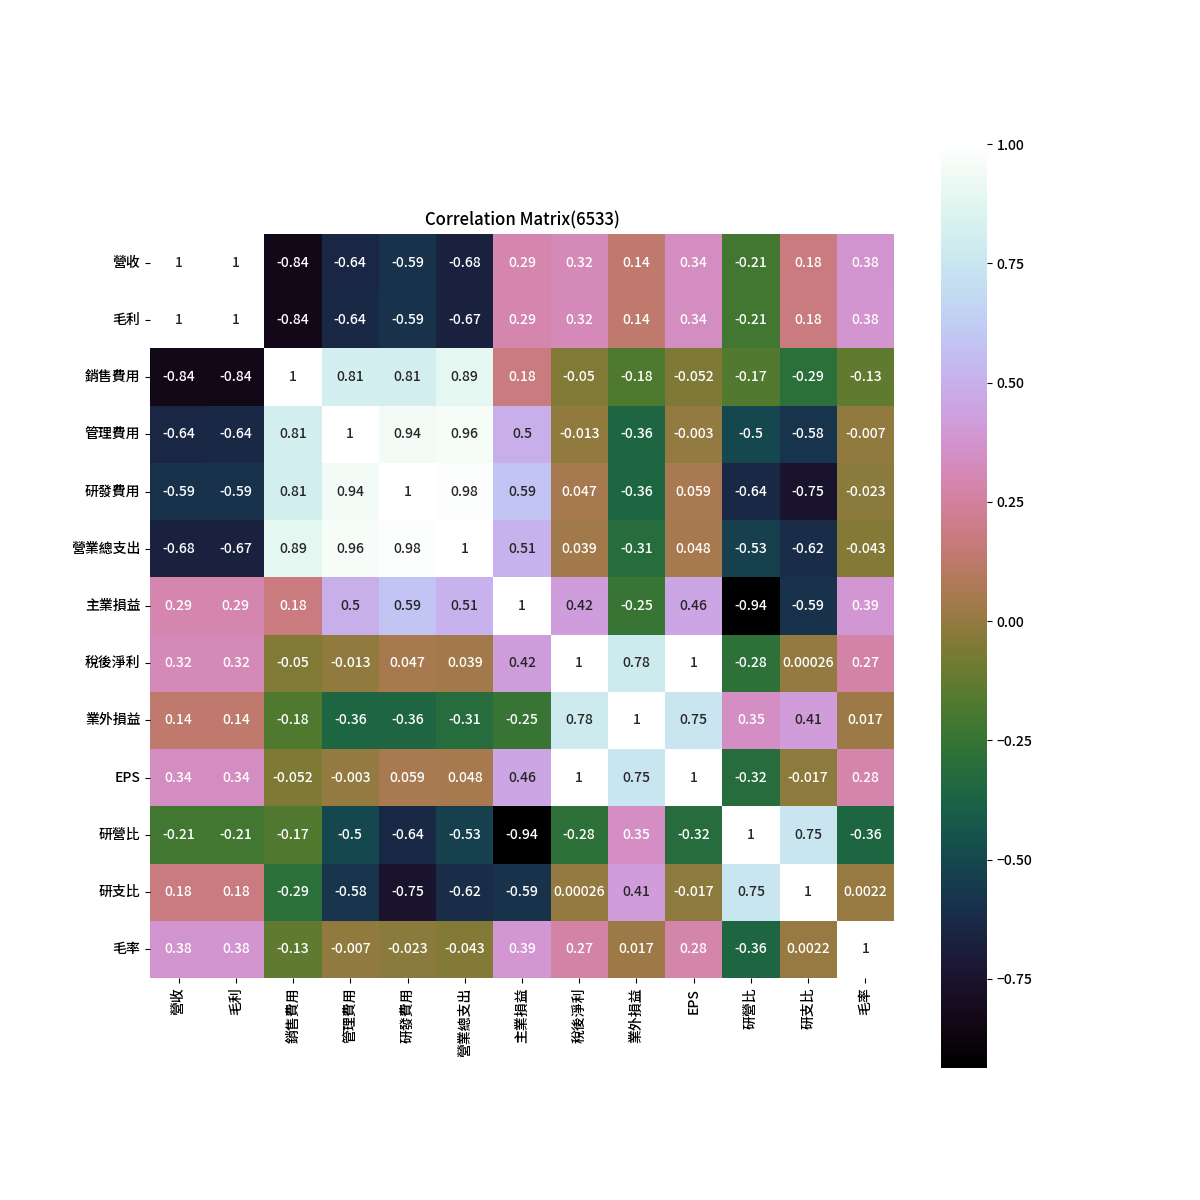 Correlation Matrix(6533)
營收 1 1 -0.84 -0.64 -0.59 -0.68 0.29 0.32 0.14 0.34 -0.21 0.18 0.38
毛利 1 1 -0.84 -0.64 -0.59 -0.67 0.29 0.32 0.14 0.34 -0.21 0.18 0.38
銷售費用 -0.84 -0.84 1 0.81 0.81 0.89 0.18 -0.05 -0.18 -0.052 -0.17 -0.29 -0.13
管理費用 -0.64 -0.64 0.81 1 0.94 0.96 0.5 -0.013 -0.36 -0.003 -0.5 -0.58 -0.007
研發費用 -0.59 -0.59 0.81 0.94 1 0.98 0.59 0.047 -0.36 0.059 -0.64 -0.75 -0.023
營業總支出 -0.68 -0.67 0.89 0.96 0.98 1 0.51 0.039 -0.31 0.048 -0.53 -0.62 -0.043
主業損益 0.29 0.29 0.18 0.5 0.59 0.51 1 0.42 -0.25 0.46 -0.94 -0.59 0.39
稅後淨利 0.32 0.32 -0.05 -0.013 0.047 0.039 0.42 1 0.78 1 -0.28 0.00026 0.27
業外損益 0.14 0.14 -0.18 -0.36 -0.36 -0.31 -0.25 0.78 1 0.75 0.35 0.41 0.017
EPS 0.34 0.34 -0.052 -0.003 0.059 0.048 0.46 1 0.75 1 -0.32 -0.017 0.28
研營比 -0.21 -0.21 -0.17 -0.5 -0.64 -0.53 -0.94 -0.28 0.35 -0.32 1 0.75 -0.36
研支比 0.18 0.18 -0.29 -0.58 -0.75 -0.62 -0.59 0.00026 0.41 -0.017 0.75 1 0.0022
毛率 0.38 0.38 -0.13 -0.007 -0.023 -0.043 0.39 0.27 0.017 0.28 -0.36 0.0022 1
營收 毛利 銷售費用 管理費用 研發費用 營業總支出 主業損益 稅後淨利 業外損益 EPS 研營比 研支比 毛率
1.00
0.75
0.50
0.25
0.00
−0.25
−0.50
−0.75